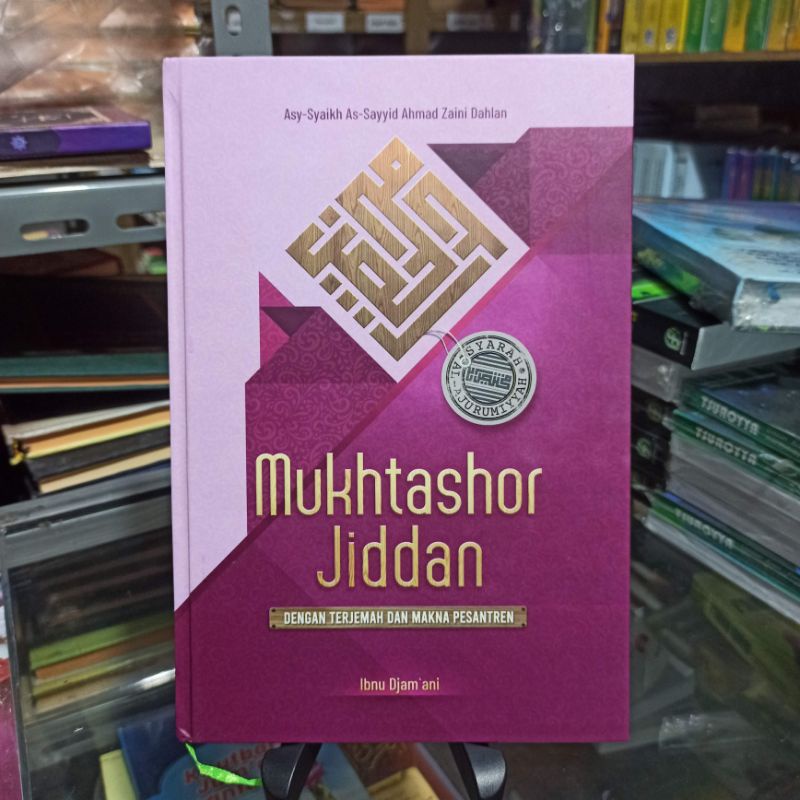 Asy-Syaikh As-Sayyid Ahmad Zaini Dahlan
SYARAH
AL-AJURUMIYYAH
Mukhtashor
Jiddan
DENGAN TERJEMAH DAN MAKNA PESANTREN
Ibnu Djam'ani